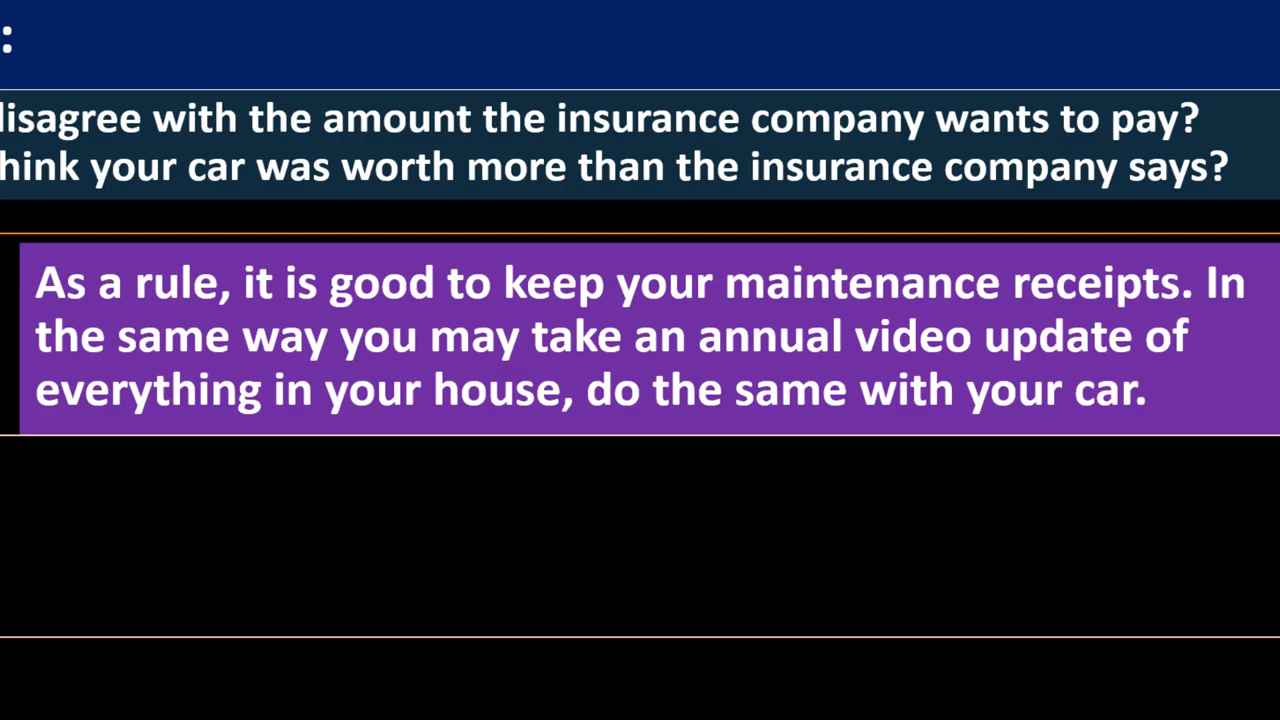 :
disagree with the amount the insurance company wants to pay?
hink your car was worth more than the insurance company says?
As a rule, it is good to keep your maintenance receipts. In
the same way you may take an annual video update of
everything in your house, do the same with your car.